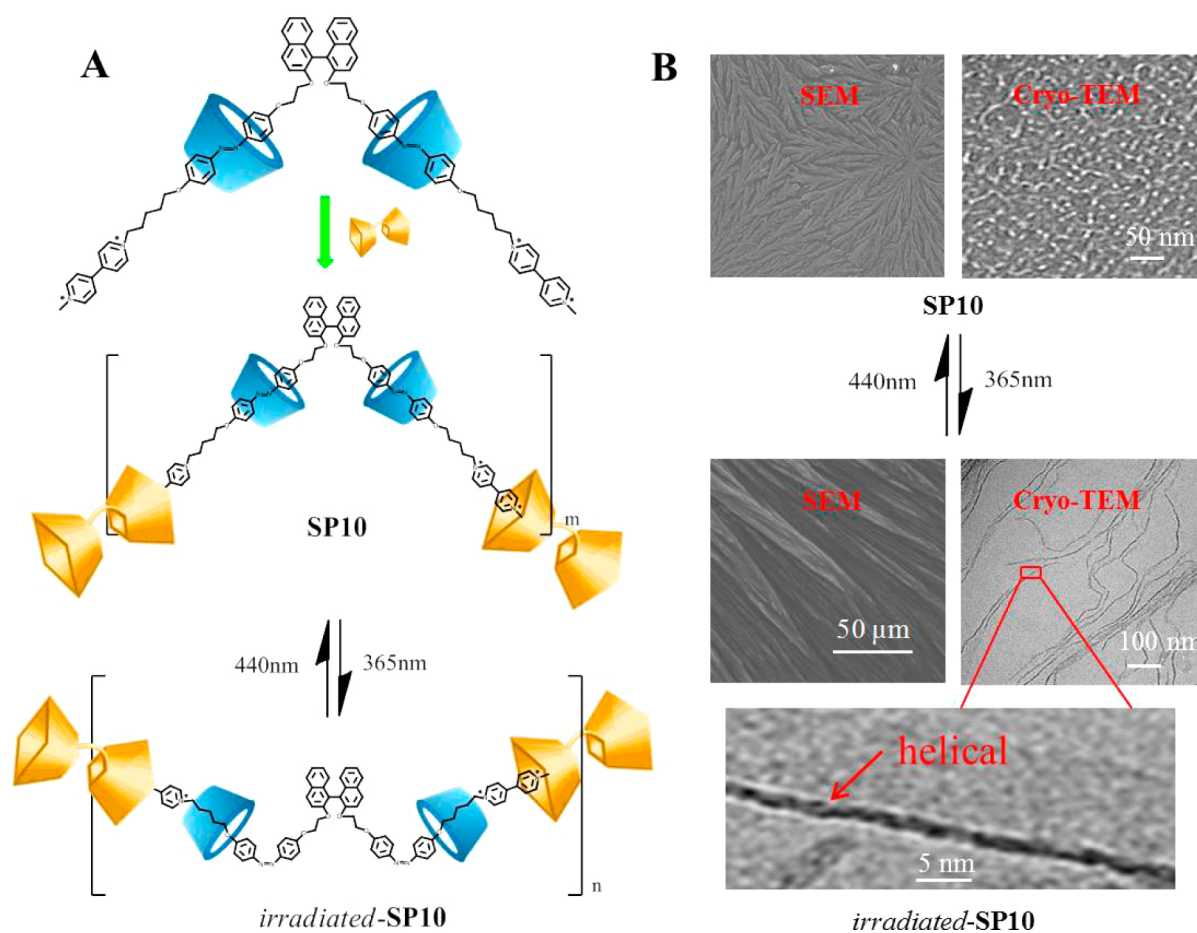 A
SP10
m
440nm
365nm
n
irradiated-SP10
B
SEM
Cryo-TEM
50 nm
SP10
440nm
365nm
SEM
Cryo-TEM
50 µm
100 nm
helical
5 nm
irradiated-SP10